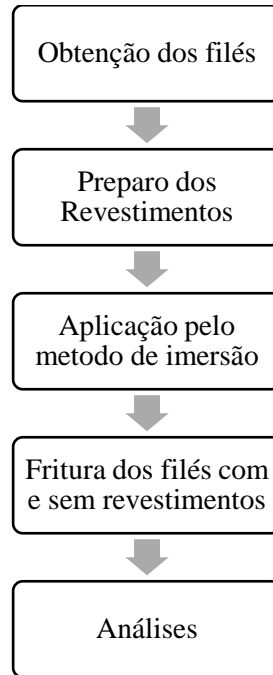 Obtenção dos filés
Preparo dos
Revestimentos
Aplicação pelo
metodo de imersão
Fritura dos filés com
e sem revestimentos
Análises